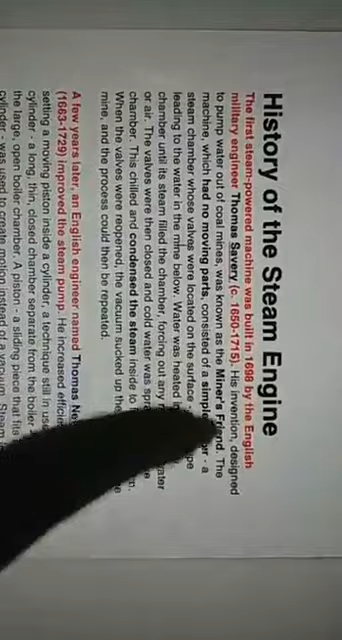 History of the Steam Engine
The first steam-powered machine was built in 1698 by the English
military engineer Thomas Savery (c. 1650-1715). His invention, designed
to pump water out of coal mines, was known as the Miner's Friend. The
machine, which had no moving parts, consisted of a simple - a
steam chamber whose valves were located on the surface -
leading to the water in the mine below. Water was heated in
chamber until its steam filled the chamber, forcing out any
or air. The valves were then closed and cold water was
chamber. This chilled and condensed the steam inside to
When the valves were reopened, the vacuum sucked up the
mine, and the process could then be repeated.
A few years later, an English engineer named Thomas
(1663-1729) improved the steam pump. He increased
setting a moving piston inside a cylinder, a technique still in
cylinder - a long, thin, closed chamber separate from the boiler
the large, open boiler chamber. A piston - a sliding piece that fits
cylinder - was used to create motion instead of a vacuum. Steam